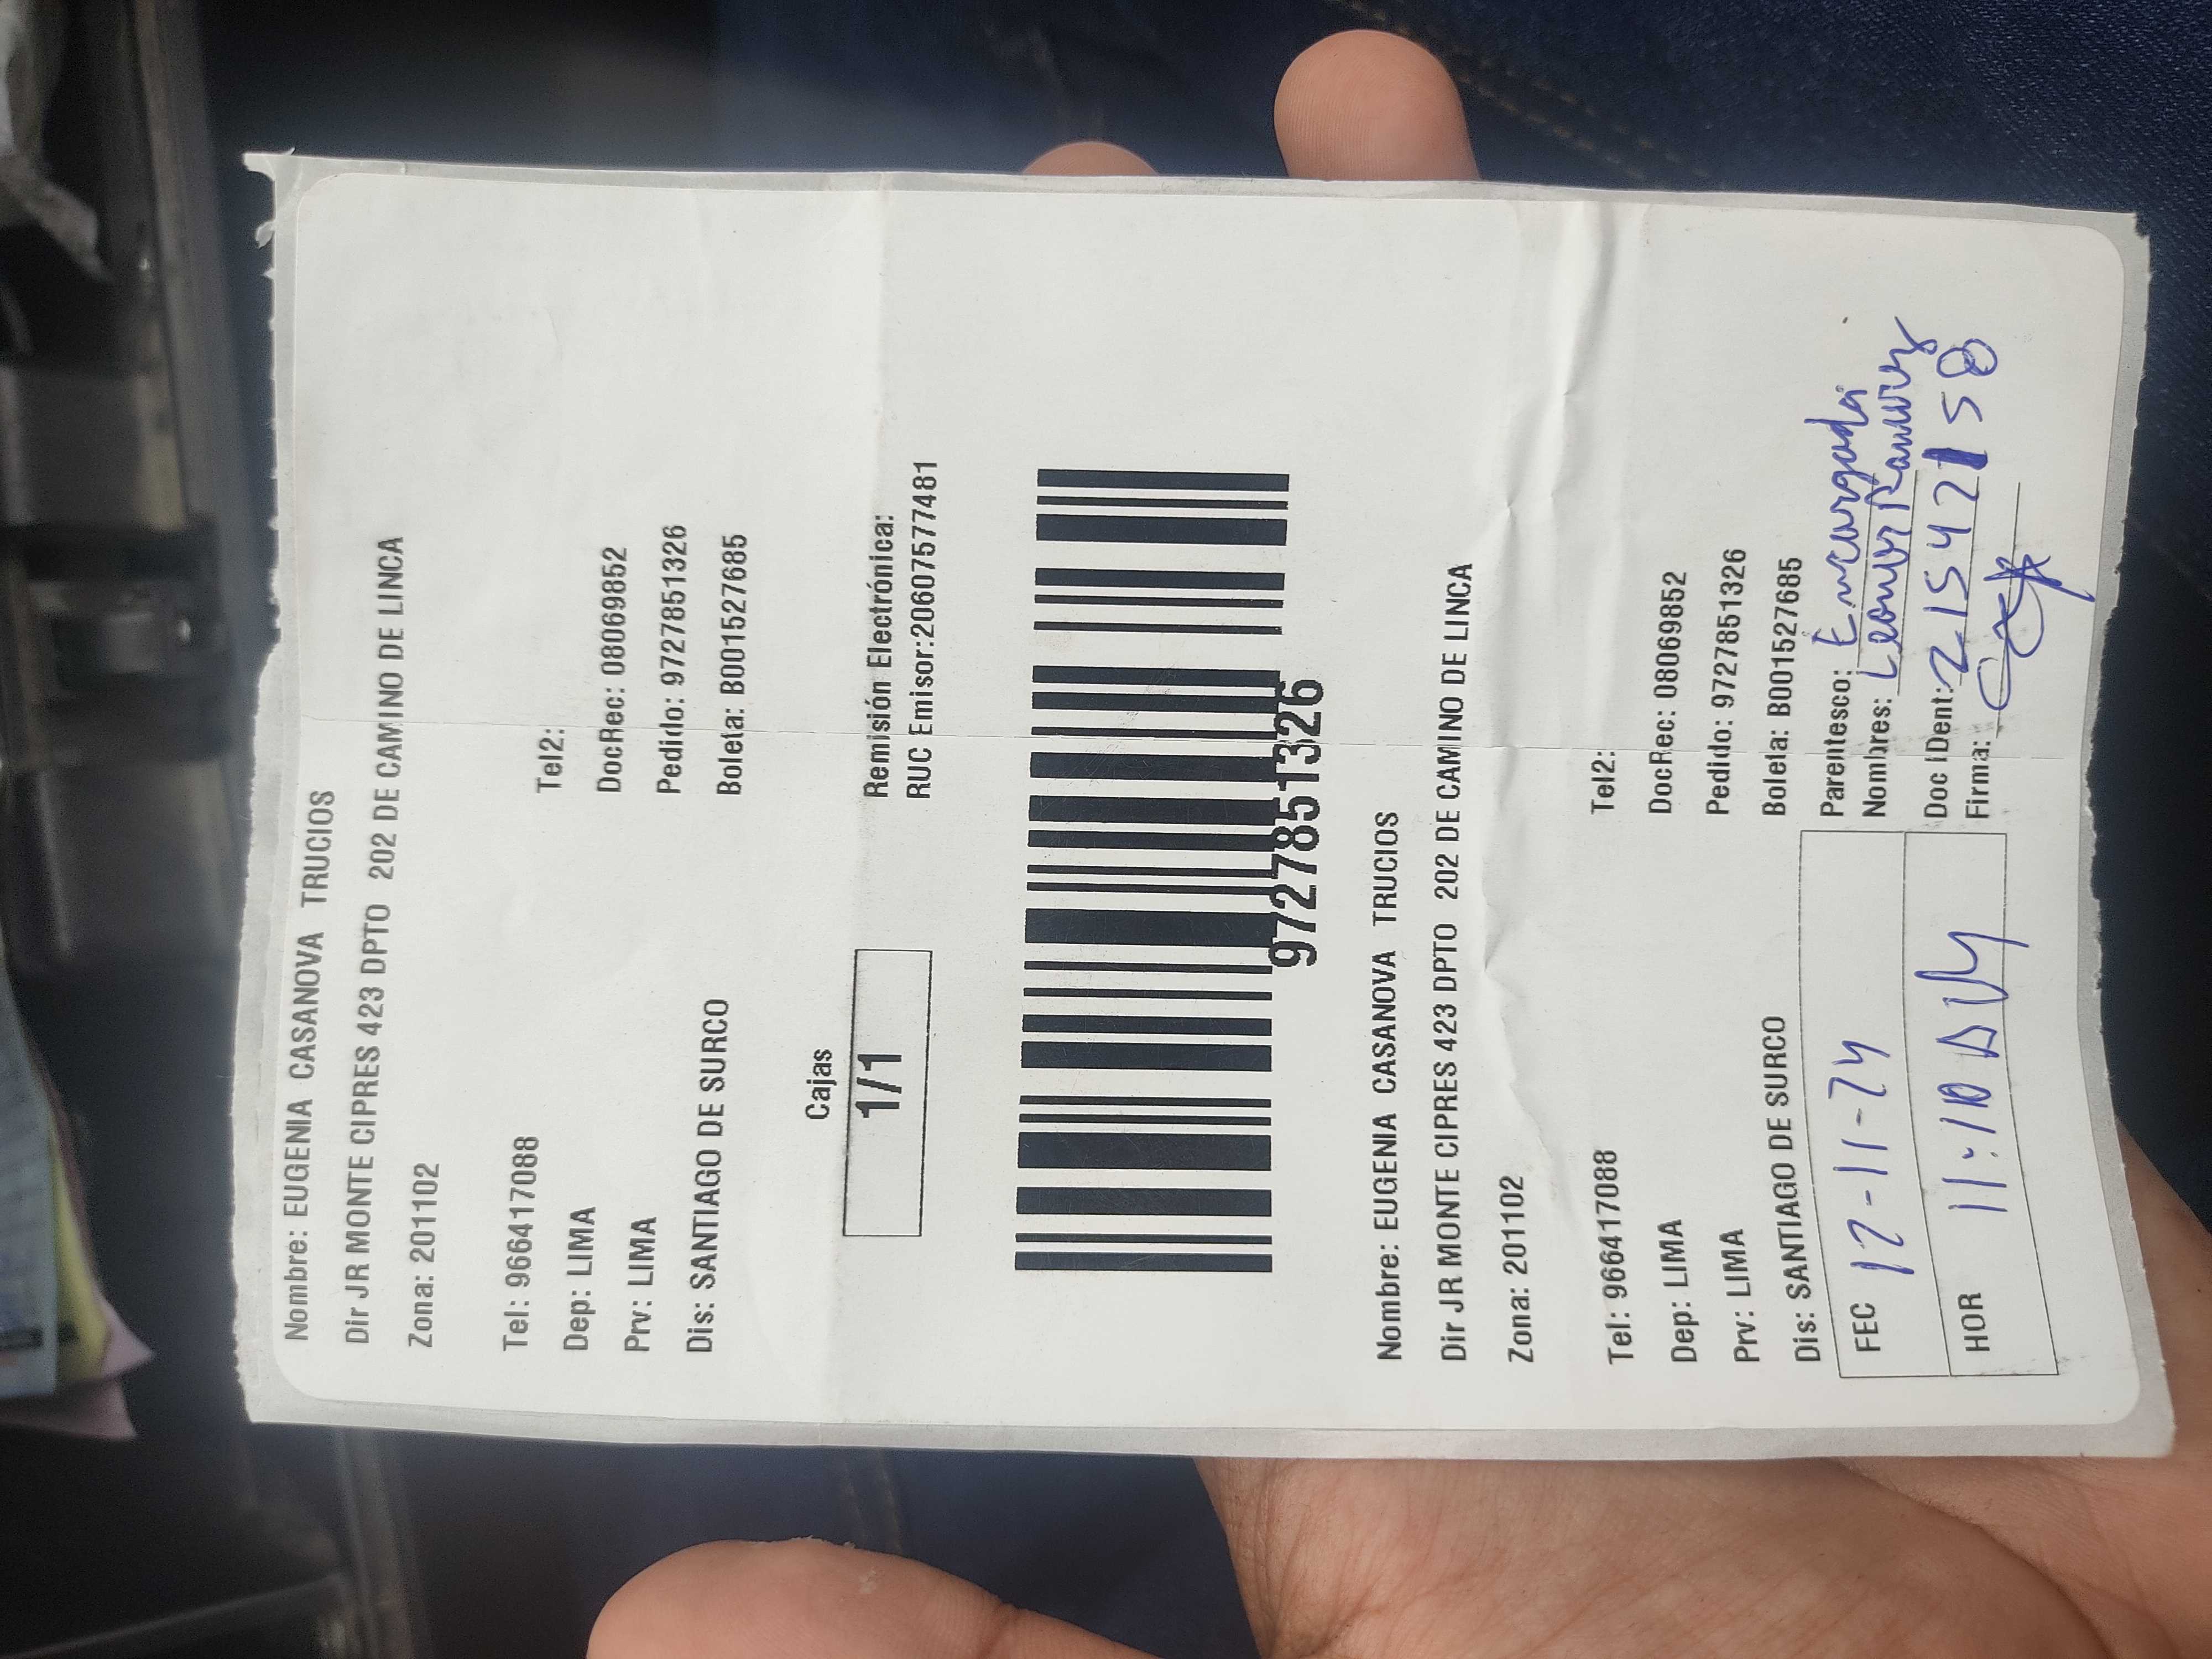 Nombre: EUGENIA CASANOVA TRUCIOS
Dir JR MONTE CIPRES 423 DPTO 202 DE CAMINO DE LINCA
Zona: 201102
Tel: 966417088 Tel2:
Dep: LIMA DocRec: 08069852
Prv: LIMA Pedido: 9727851326
Dis: SANTIAGO DE SURCO Boleta: B001527685
Cajas
1/1
Remisión Electrónica:
RUC Emisor:20607577481
9727851326
Nombre: EUGENIA CASANOVA TRUCIOS
Dir JR MONTE CIPRES 423 DPTO 202 DE CAMINO DE LINCA
Zona: 201102
Tel: 966417088 Tel2:
Dep: LIMA DocRec: 08069852
Prv: LIMA Pedido: 9727851326
Dis: SANTIAGO DE SURCO Boleta: B001527685
FEC 12-11-24 Parentesco: Encargada
Nombres: Ramirez
HOR 11:10 AM Doc IDent: 21542158
Firma: